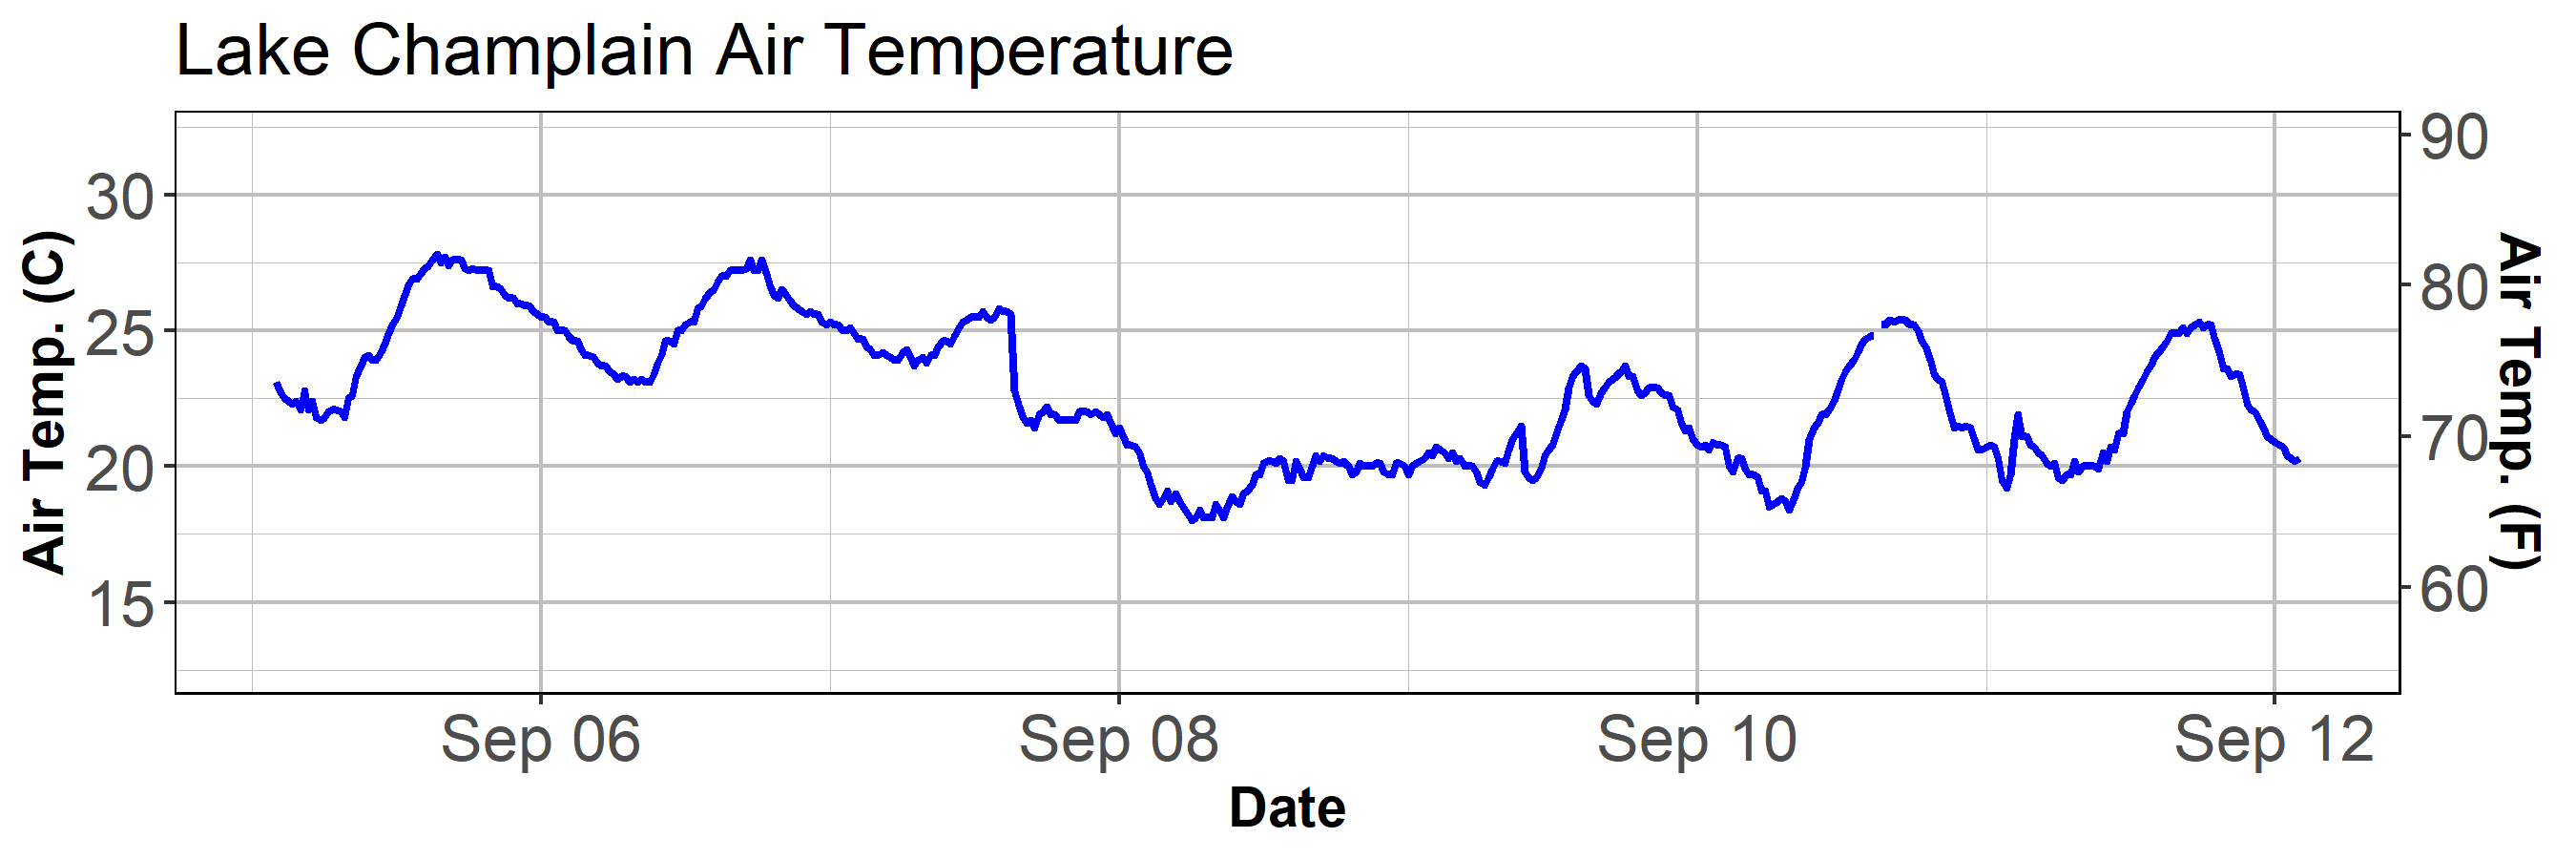 Lake Champlain Air Temperature
Air Temp. (C)
30
25
20
15
90
80
70
60
Air Temp. (F)
Sep 06 Sep 08 Sep 10 Sep 12
Date